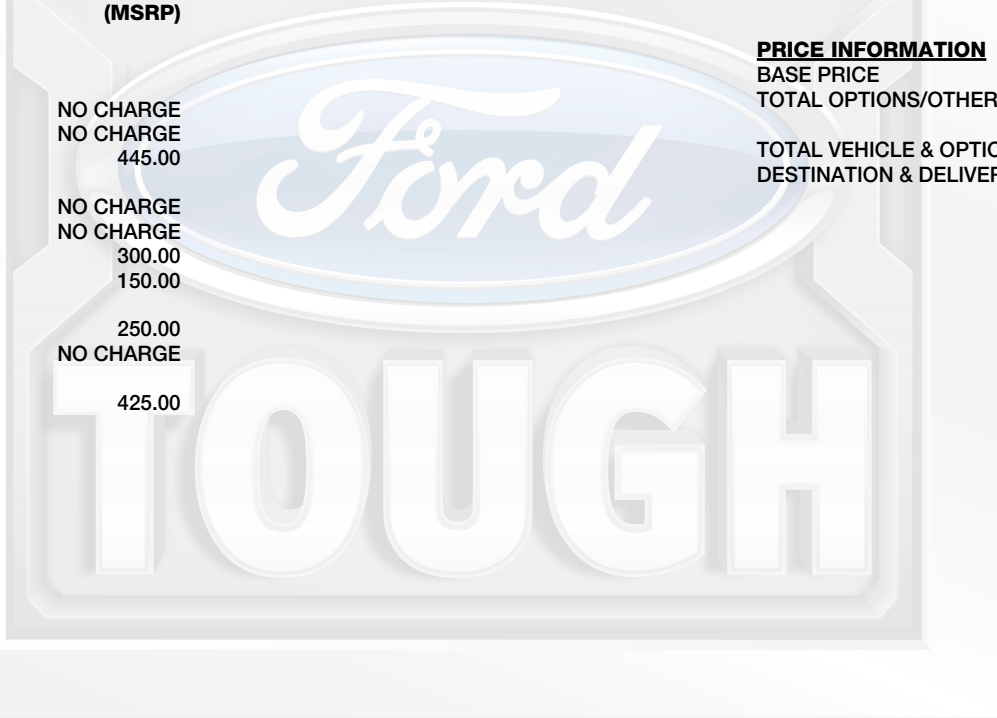 (MSRP)
NO CHARGE
NO CHARGE
445.00
NO CHARGE
NO CHARGE
300.00
150.00
250.00
NO CHARGE
425.00
PRICE INFORMATION
BASE PRICE
TOTAL OPTIONS/OTHER
TOTAL VEHICLE & OPTIO
DESTINATION & DELIVER
Ford
TOUGH